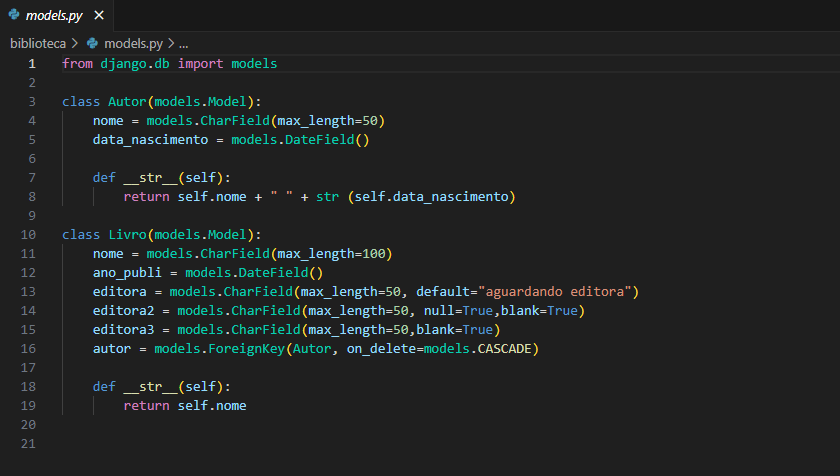 models.py ×
biblioteca > models.py > ...
1 from django.db import models
2
3 class Autor(models.Model):
4     nome = models.CharField(max_length=50)
5     data_nascimento = models.DateField()
6
7     def __str__(self):
8         return self.nome + " " + str (self.data_nascimento)
9
10 class Livro(models.Model):
11     nome = models.CharField(max_length=100)
12     ano_publi = models.DateField()
13     editora = models.CharField(max_length=50, default="aguardando editora")
14     editora2 = models.CharField(max_length=50, null=True,blank=True)
15     editora3 = models.CharField(max_length=50,blank=True)
16     autor = models.ForeignKey(Autor, on_delete=models.CASCADE)
17
18     def __str__(self):
19         return self.nome
20
21